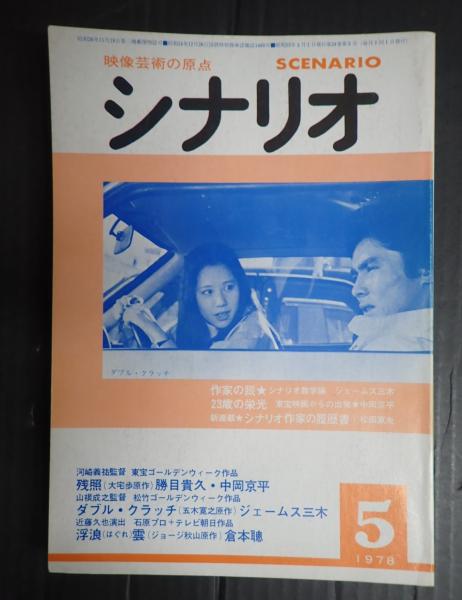 映像芸術の原点
SCENARIO
シナリオ
ダブル・クラッチ
作家の眼★シナリオ数学論 ジェームス三木
23歳の栄光 東宝映画からの出発★中岡京平
新連載★シナリオ作家の履歴書
河崎義祐監督 東宝ゴールデンウィーク作品
残照(大宅歩原作)勝目貴久・中岡京平
山根成之監督 松竹ゴールデンウィーク作品
ダブル・クラッチ(五木寛之原作)ジェームス三木
近藤久也演出 石原プロ+テレビ朝日作品
浮浪(はぐれ)雲(ジョージ秋山原作)倉本聰
5
1978